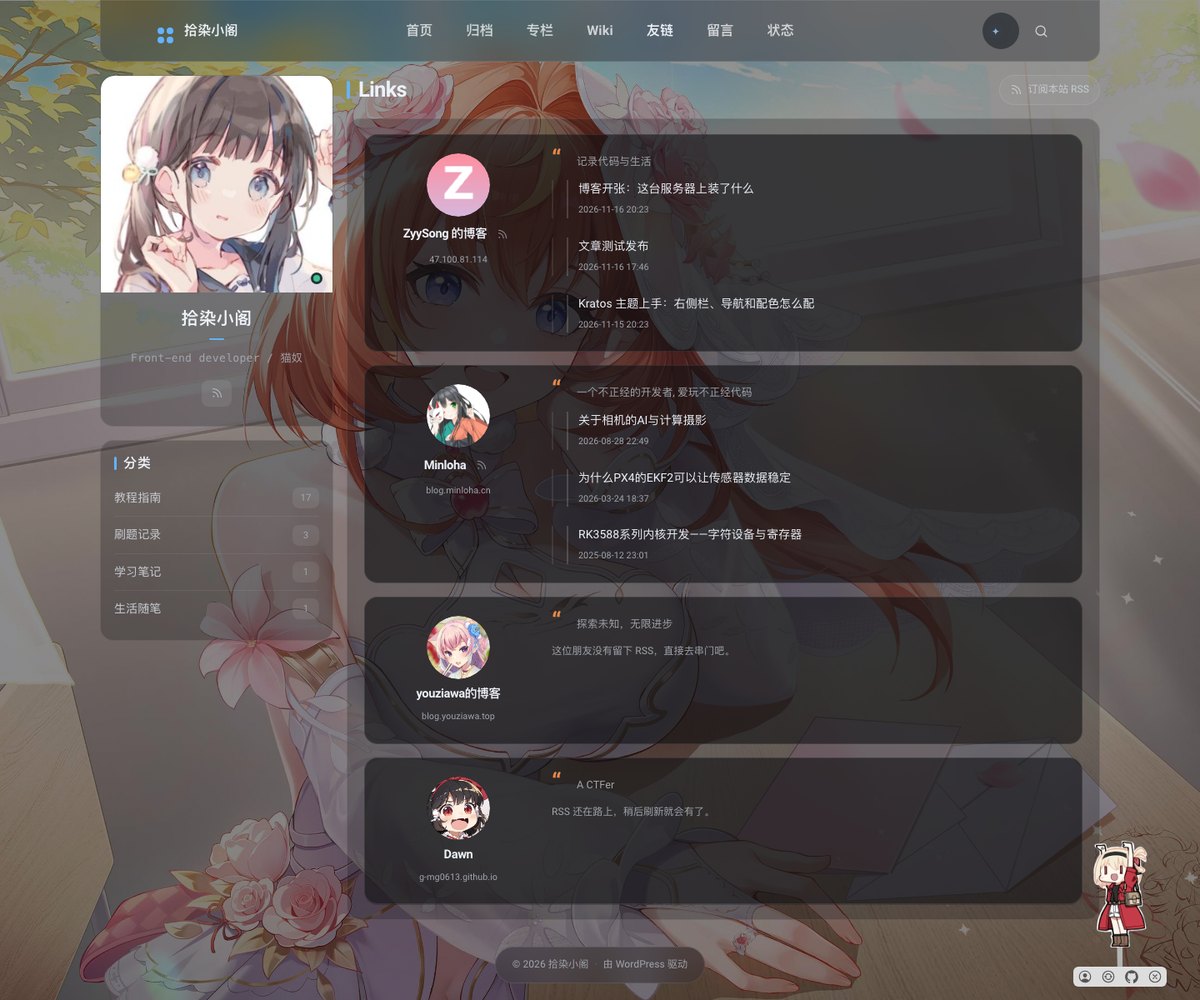 拾染小阁
首页 归档 专栏 Wiki 友链 留言 状态
Links
订阅本站 RSS
拾染小阁
Front-end developer / 猫奴
分类
教程指南 17
刷题记录 3
学习笔记 1
生活随笔 1
Z
ZyySong 的博客
47.100.81.114
“
记录代码与生活
博客开张：这台服务器上装了什么
2026-11-16 20:23
文章测试发布
2026-11-16 17:46
Kratos 主题上手：右侧栏、导航和配色怎么配
2026-11-15 20:23
Minloha
blog.minloha.cn
“
一个不正经的开发者, 爱玩不正经代码
关于相机的AI与计算摄影
2026-08-28 22:49
为什么PX4的EKF2可以让传感器数据稳定
2026-03-24 18:37
RK3588系列内核开发——字符设备与寄存器
2025-08-12 23:01
youziawa的博客
blog.youziawa.top
“
探索未知，无限进步
这位朋友没有留下 RSS，直接去串门吧。
Dawn
g-mg0613.github.io
“
A CTFer
RSS 还在路上，稍后刷新就会有了。
© 2026 拾染小阁 · 由 WordPress 驱动